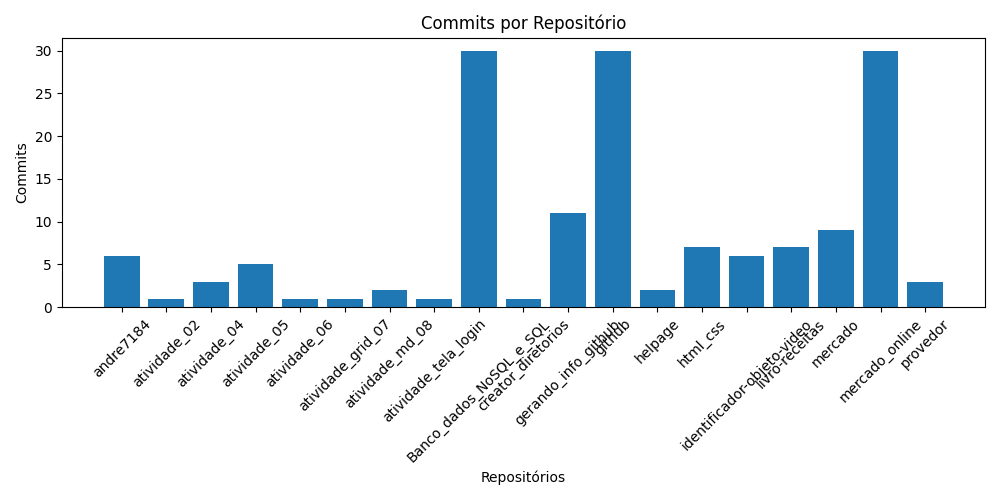 Commits por Repositório
Commits
30
25
20
15
10
5
0
andre7184
atividade_02
atividade_04
atividade_05
atividade_06
atividade_grid_07
atividade_md_08
atividade_tela_login
Banco_dados_NoSQL_e_SQL
creator_diretorios
gerando_info_github
github
helpage
html_css
identificador-objeto-video
livro-receitas
mercado
mercado_online
provedor
Repositórios